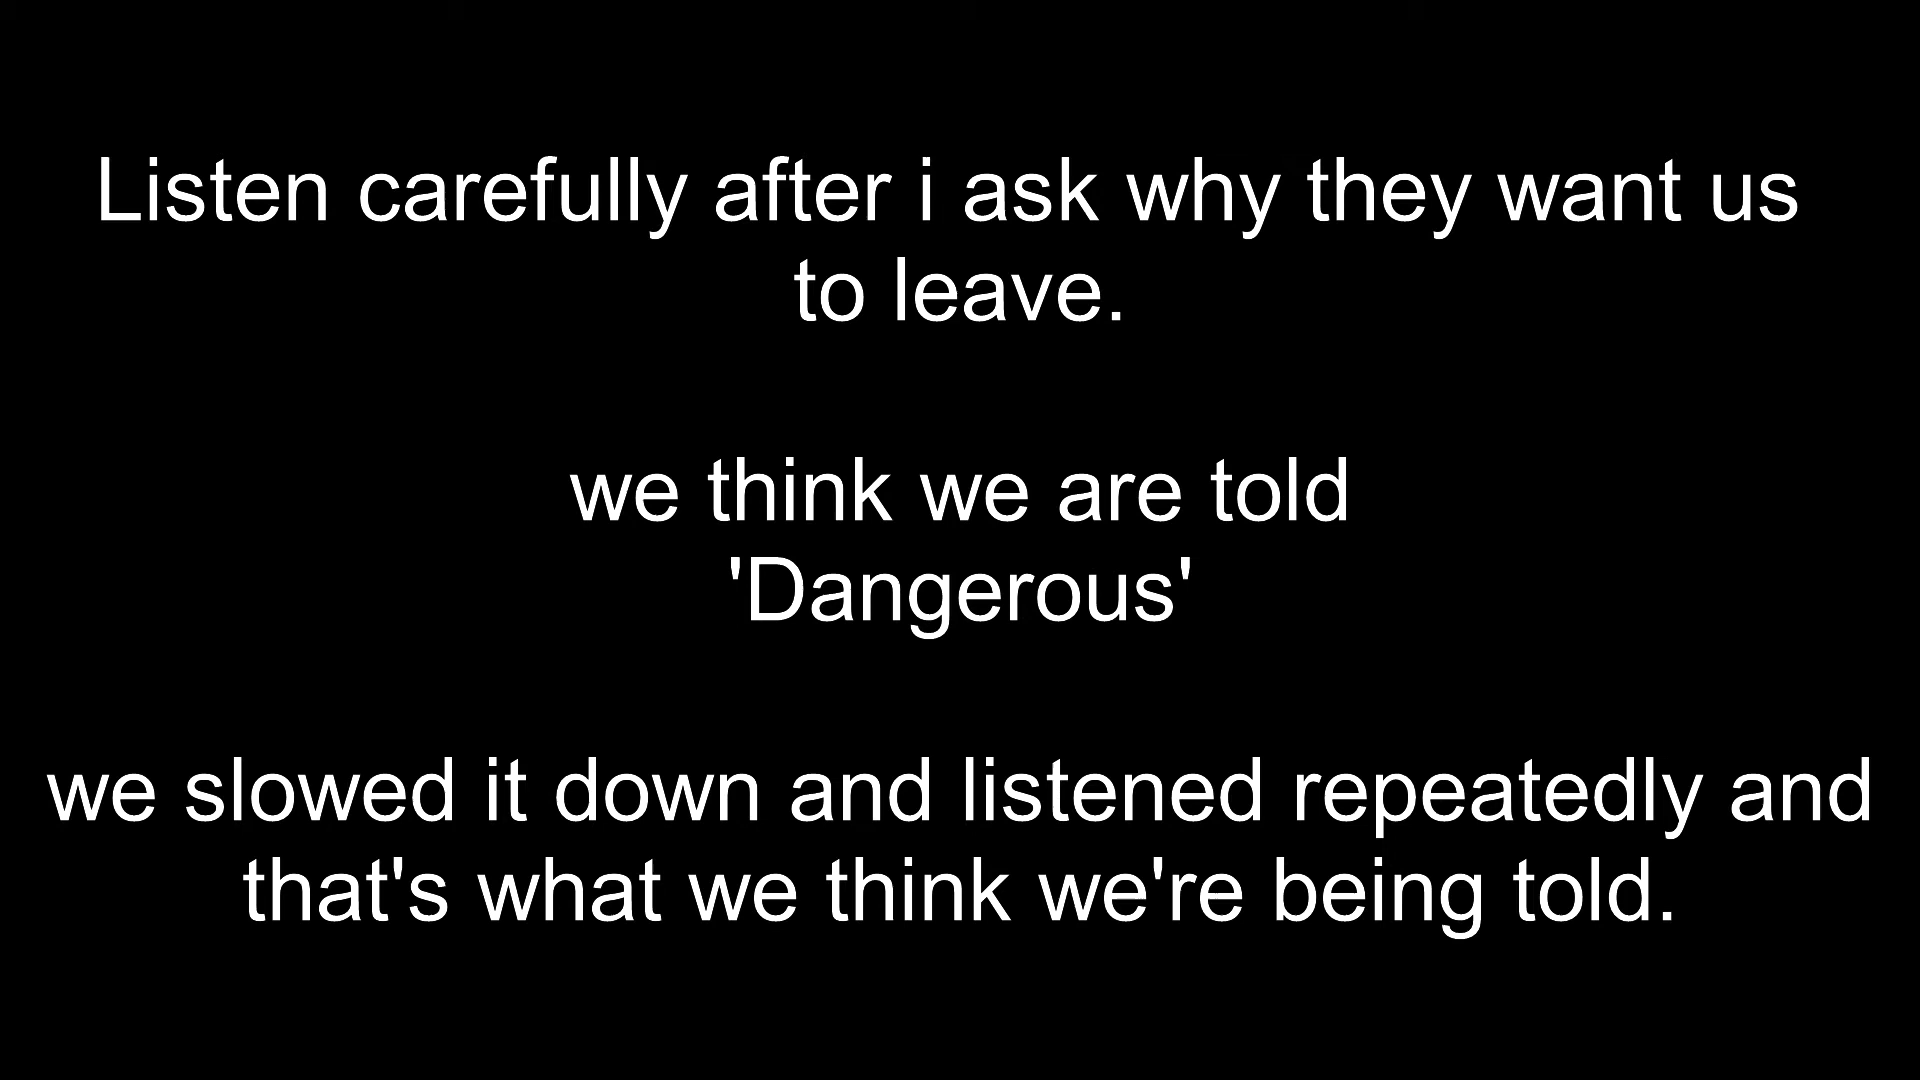 Listen carefully after i ask why they want us
to leave.
we think we are told
'Dangerous'
we slowed it down and listened repeatedly and
that's what we think we're being told.